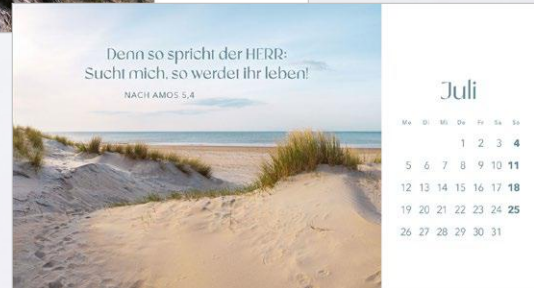 Denn so spricht der HERR:
Sucht mich, so werdet ihr leben!
NACH AMOS 5,4
Juli
Mo Di Mi Do Fr Sa So
1 2 3 4
5 6 7 8 9 10 11
12 13 14 15 16 17 18
19 20 21 22 23 24 25
26 27 28 29 30 31